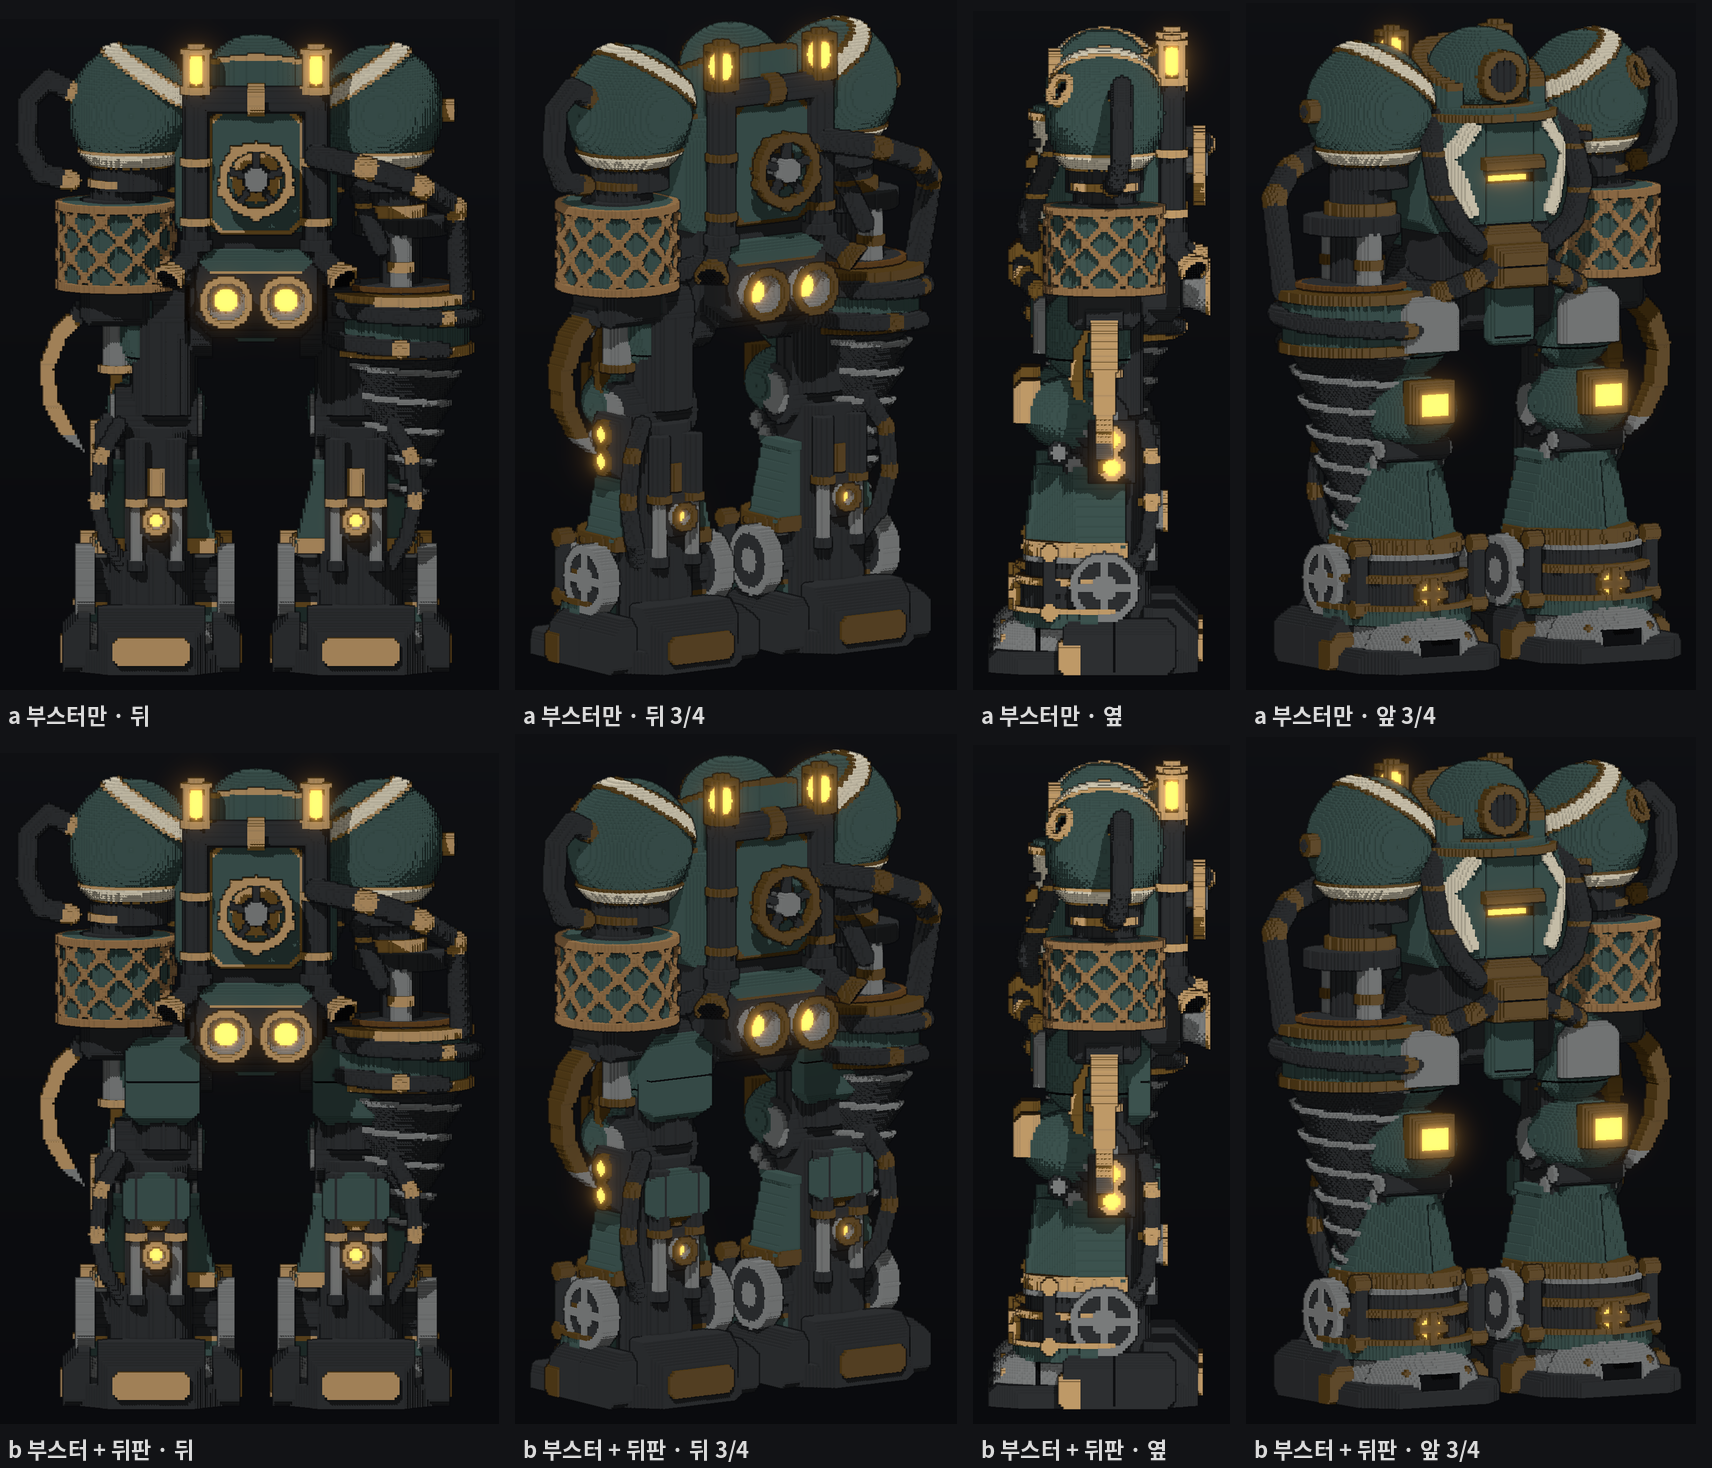 a 부스터만 · 뒤
a 부스터만 · 뒤 3/4
a 부스터만 · 옆
a 부스터만 · 앞 3/4
b 부스터 + 뒤판 · 뒤
b 부스터 + 뒤판 · 뒤 3/4
b 부스터 + 뒤판 · 옆
b 부스터 + 뒤판 · 앞 3/4